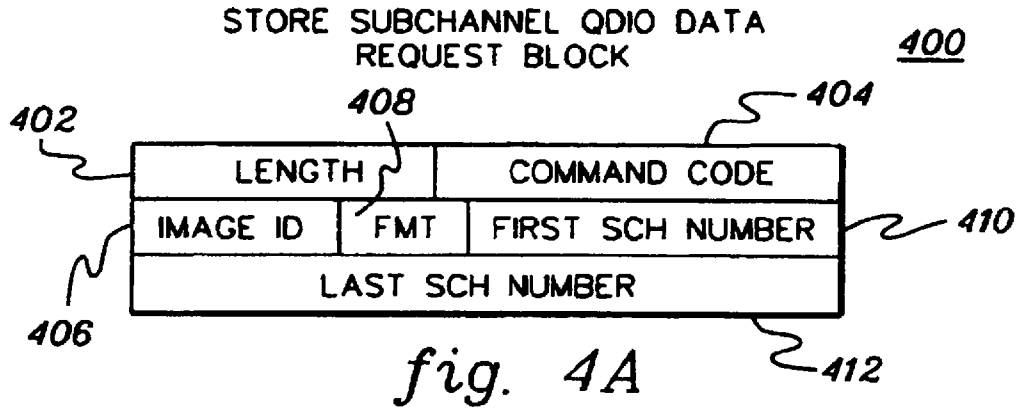 STORE SUBCHANNEL QDIO DATA
REQUEST BLOCK
400
408
404
402
LENGTH COMMAND CODE
IMAGE ID FMT FIRST SCH NUMBER
410
LAST SCH NUMBER
406
412
fig. 4A